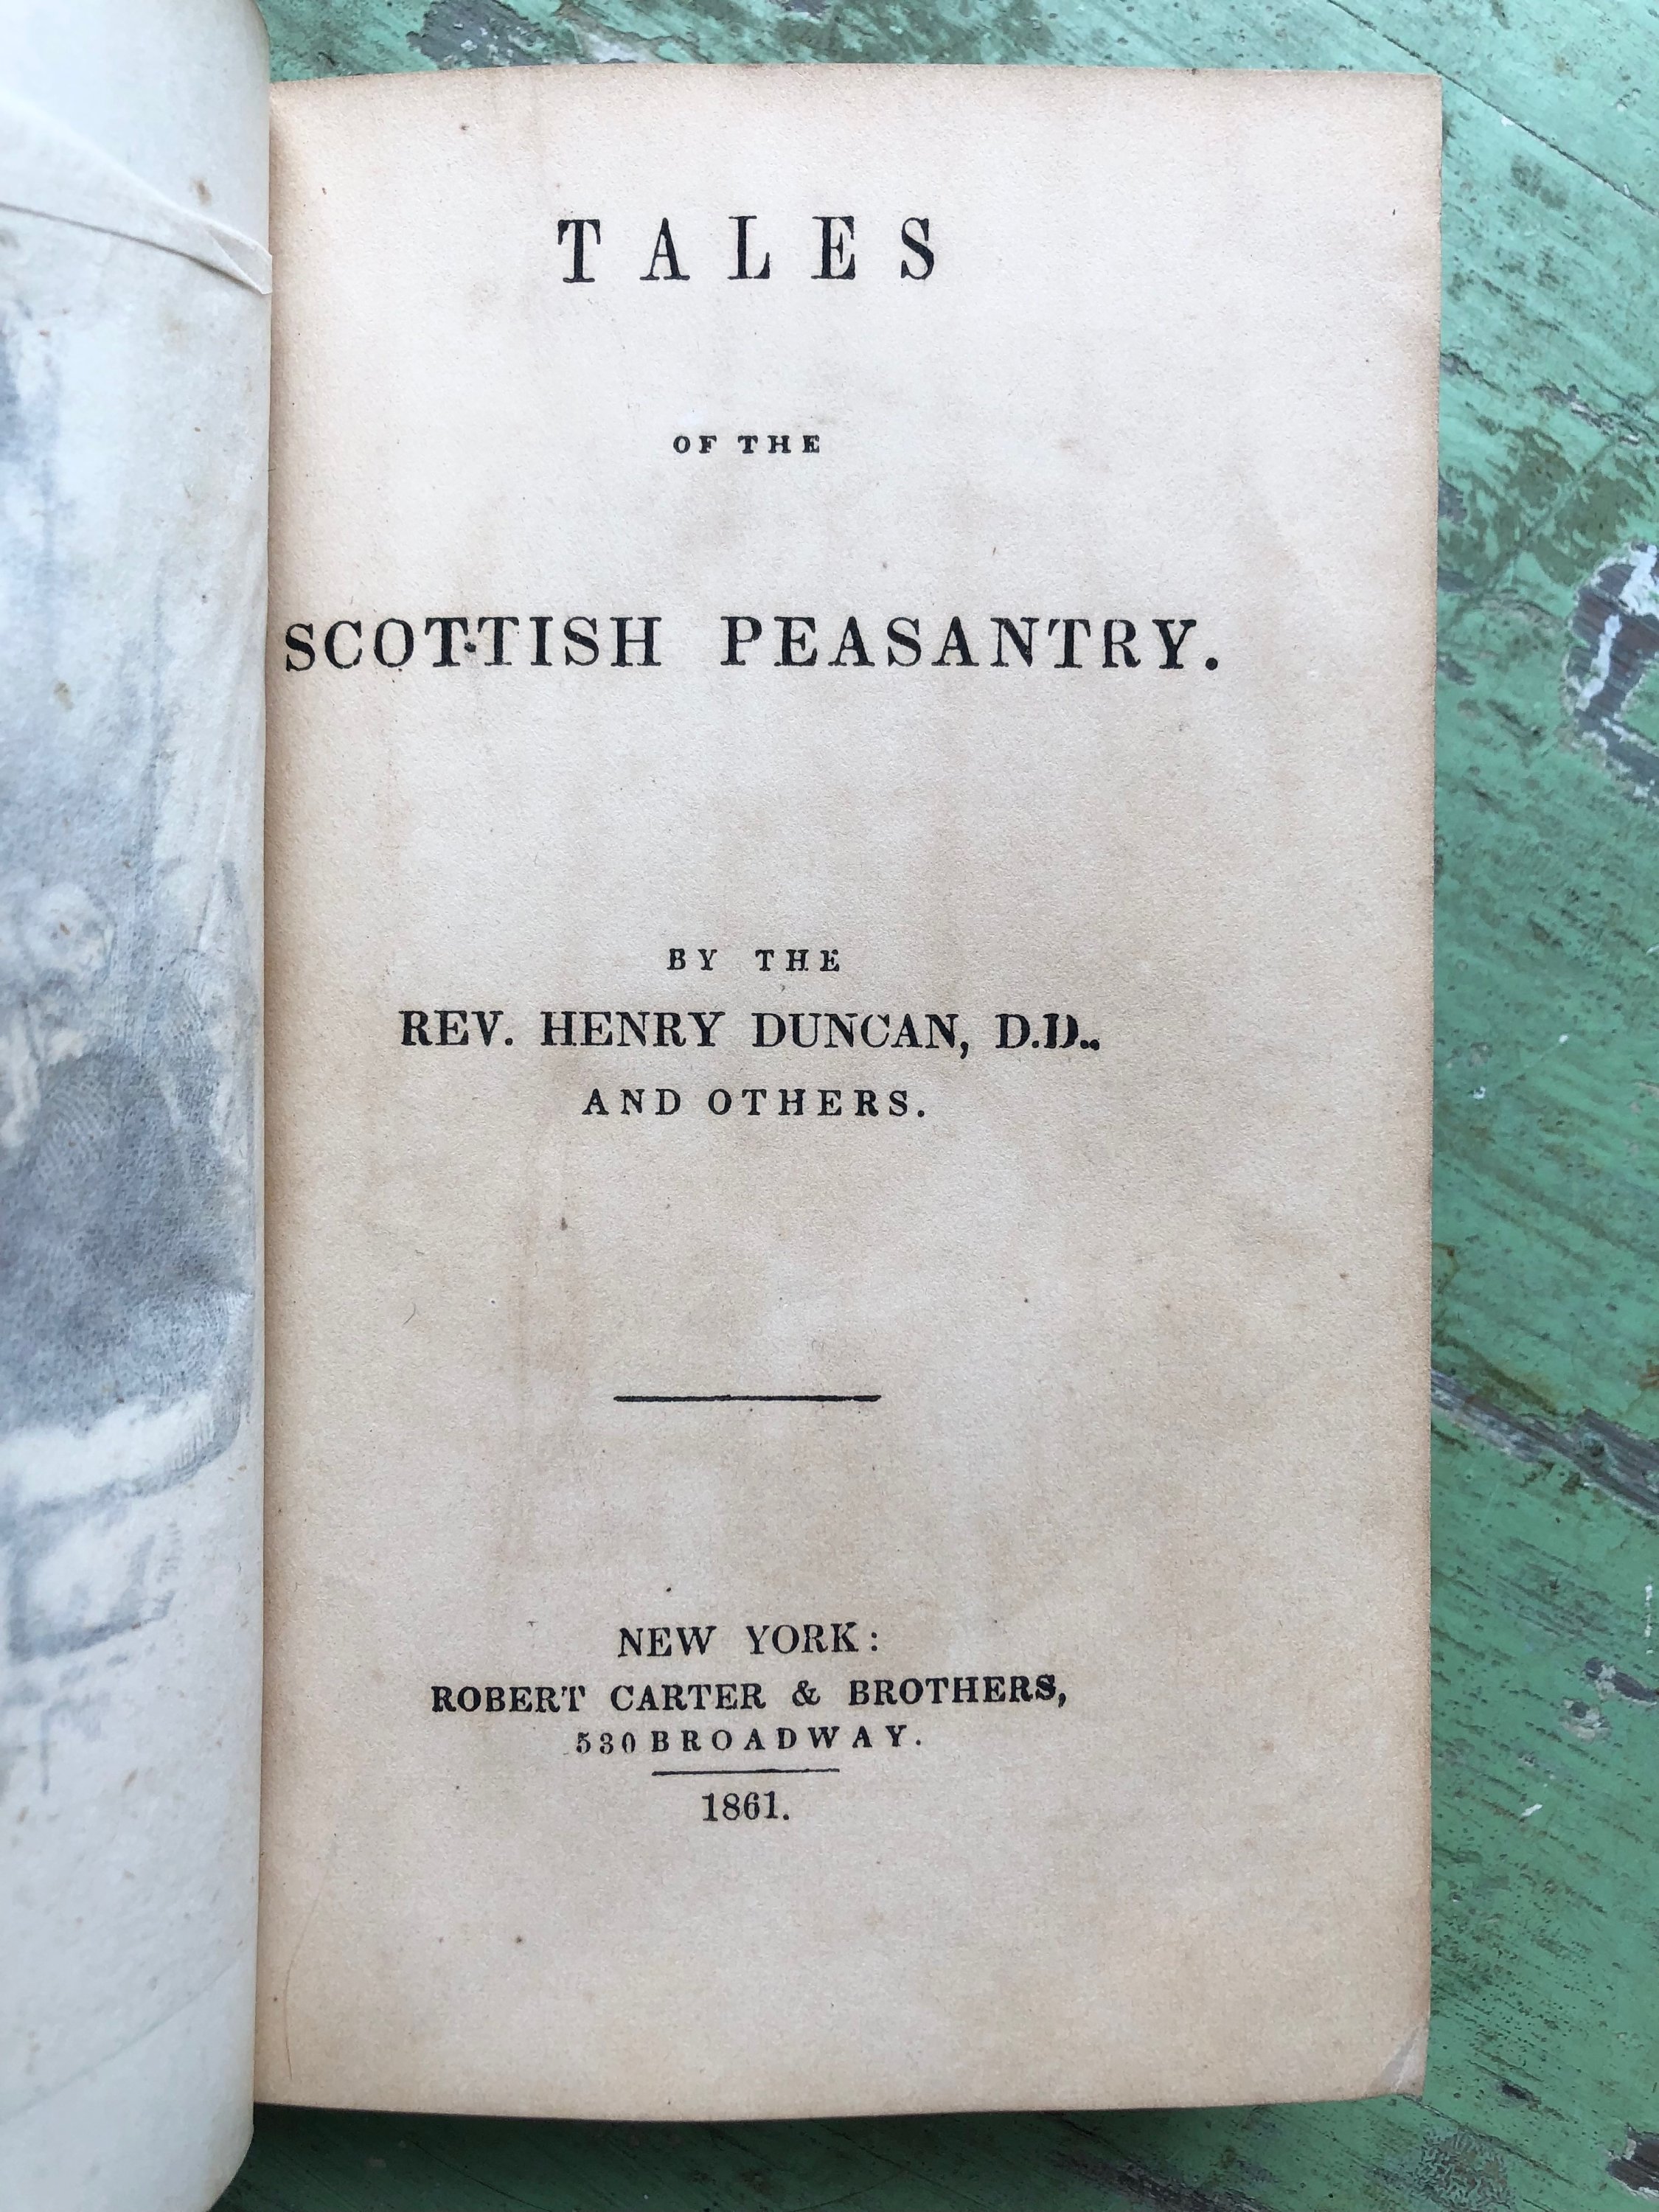 TALES
OF THE
SCOTTISH PEASANTRY.
BY THE
REV. HENRY DUNCAN, D.D.,
AND OTHERS.
NEW YORK:
ROBERT CARTER & BROTHERS,
530 BROADWAY.
1861.